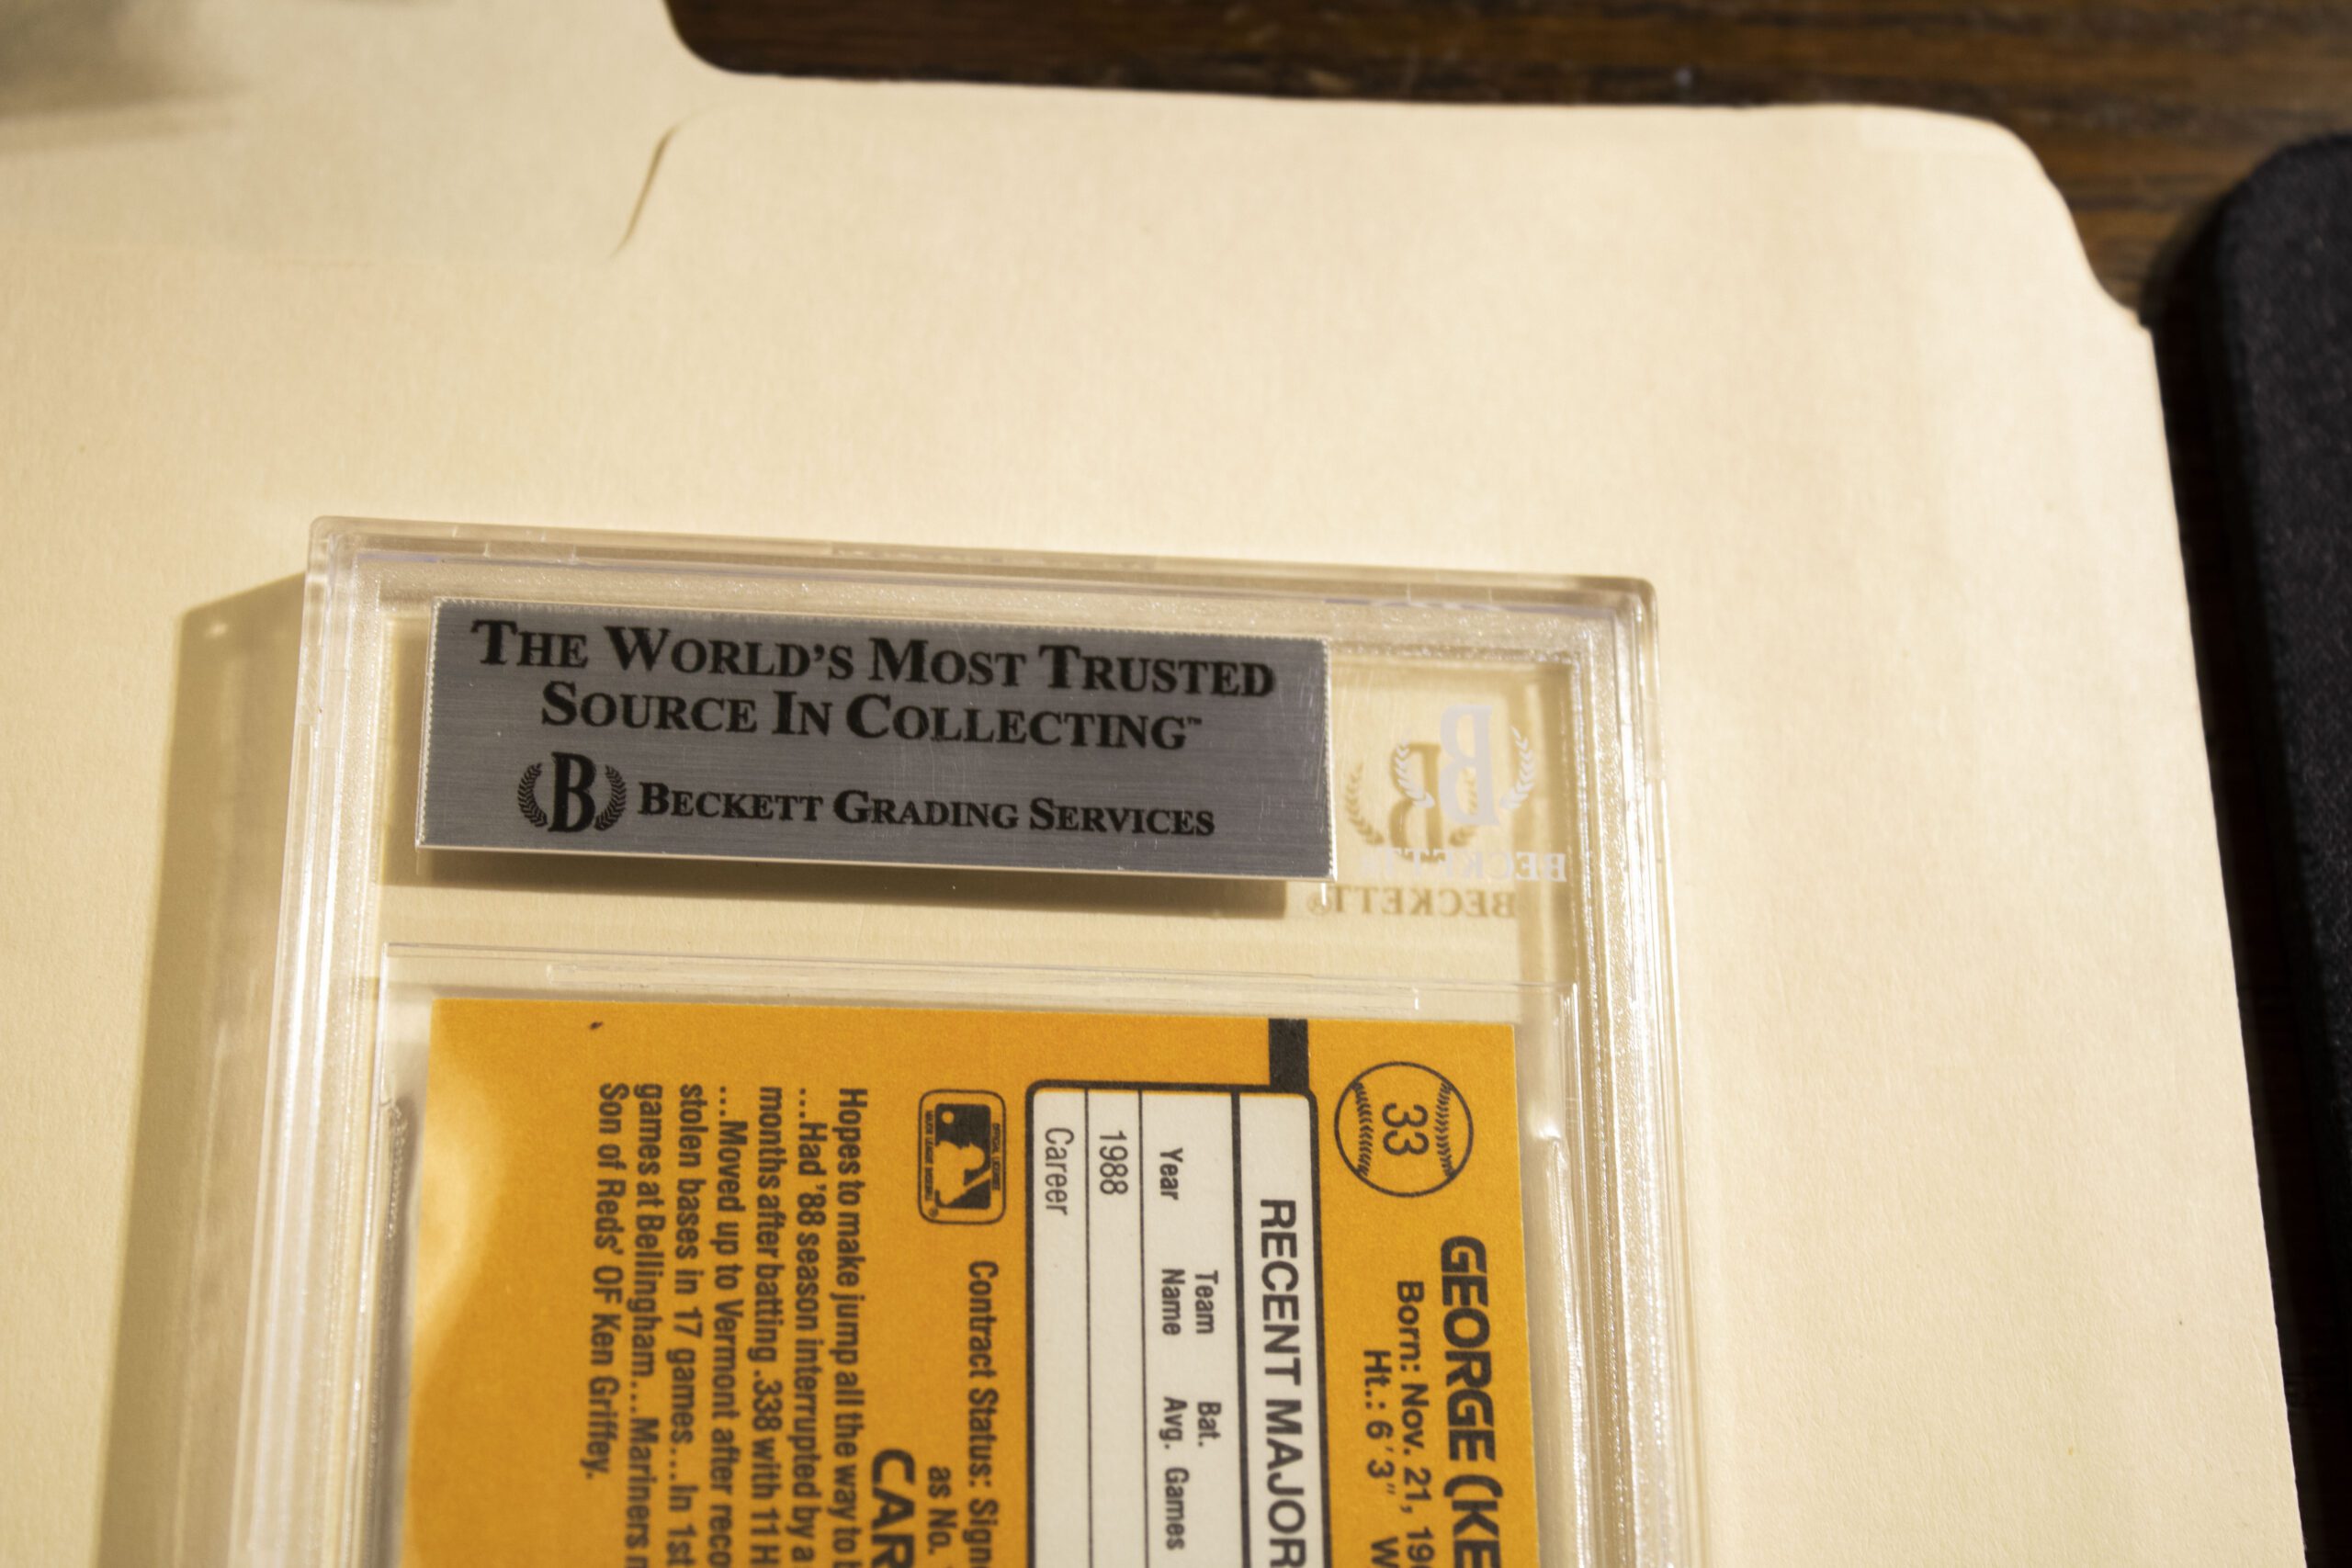 THE WORLD'S MOST TRUSTED
SOURCE IN COLLECTING™
B BECKETT GRADING SERVICES
B
BECKETT®
33
GEORGE (KE
Born: Nov. 21, 19
Ht.: 6'3" W
RECENT MAJOR
Year Team Name Bat. Avg. Games
1988
Career
Contract Status: Sign
as No.
CAR
Hopes to make jump all the way to
...Had '88 season interrupted by a
months after batting .338 with 11 H
...Moved up to Vermont after reco
stolen bases in 17 games...In 1st
games at Bellingham...Mariners
Son of Reds' OF Ken Griffey.